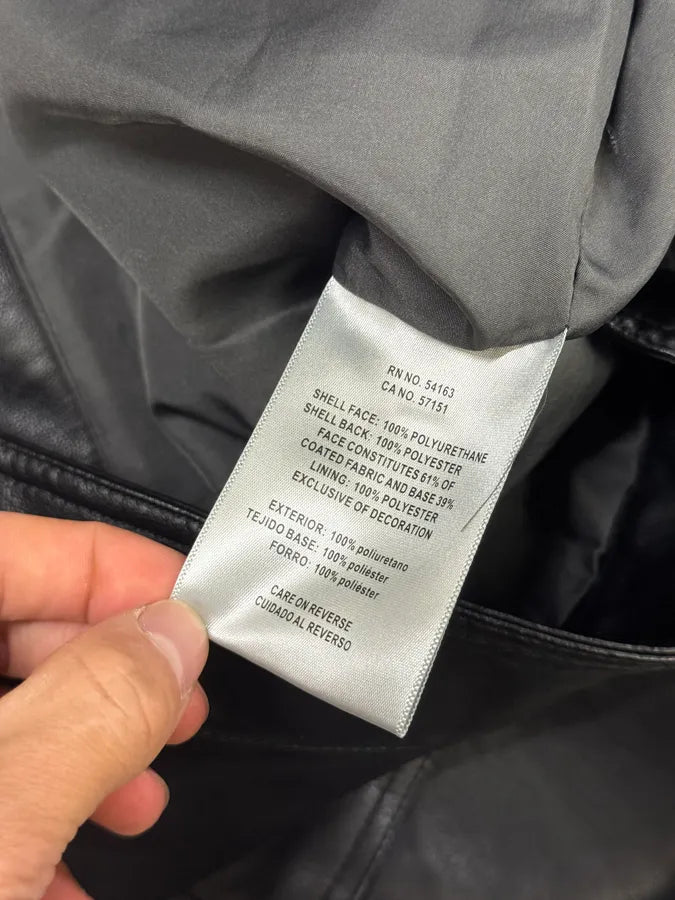 RN NO. 54163
CA NO. 57151
SHELL FACE: 100% POLYURETHANE
SHELL BACK: 100% POLYESTER
FACE CONSTITUTES 61% OF
COATED FABRIC AND BASE 39%
LINING: 100% POLYESTER
EXCLUSIVE OF DECORATION
EXTERIOR: 100% poliuretano
TEJIDO BASE: 100% poliéster
FORRO: 100% poliéster
CARE ON REVERSE
CUIDADO AL REVERSO